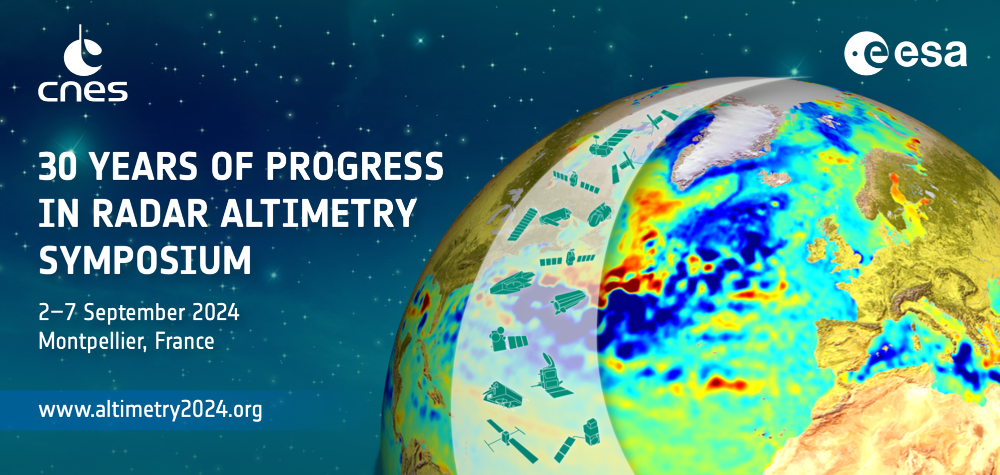 cnes
esa
30 YEARS OF PROGRESS
IN RADAR ALTIMETRY
SYMPOSIUM
2–7 September 2024
Montpellier, France
www.altimetry2024.org